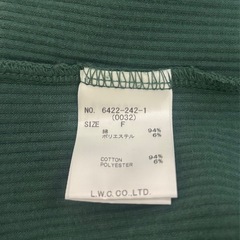 NO. 6422-242-1
(0032)
SIZE F
綿 94%
ポリエステル 6%
COTTON 94%
POLYESTER 6%
L.W.C.CO.,LTD.